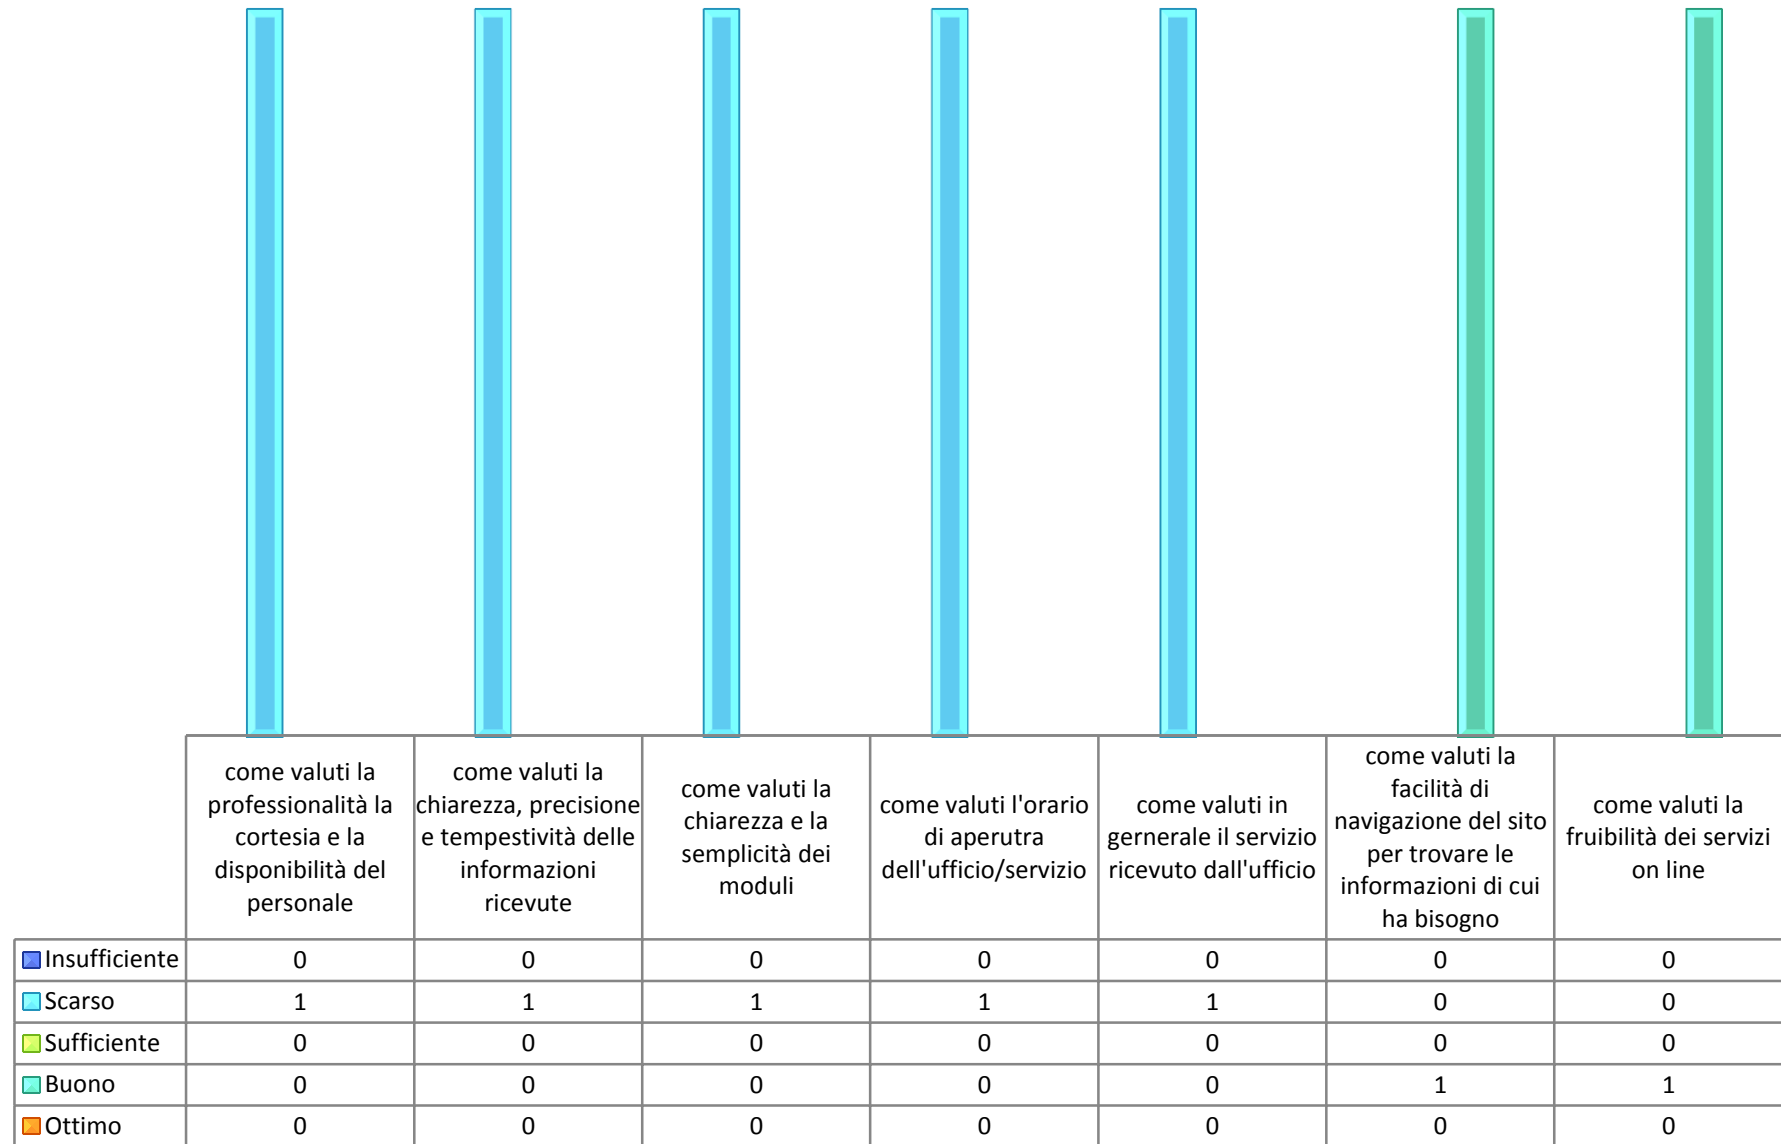 come valuti la
professionalità la
cortesia e la
disponibilità del
personale
come valuti la
chiarezza, precisione
e tempestività delle
informazioni
ricevute
come valuti la
chiarezza e la
semplicità dei
moduli
come valuti l'orario
di aperutra
dell'ufficio/servizio
come valuti in
gernerale il servizio
ricevuto dall'ufficio
come valuti la
facilità di
navigazione del sito
per trovare le
informazioni di cui
ha bisogno
come valuti la
fruibilità dei servizi
on line
Insufficiente 0 0 0 0 0 0 0
Scarso 1 1 1 1 1 0 0
Sufficiente 0 0 0 0 0 0 0
Buono 0 0 0 0 0 1 1
Ottimo 0 0 0 0 0 0 0